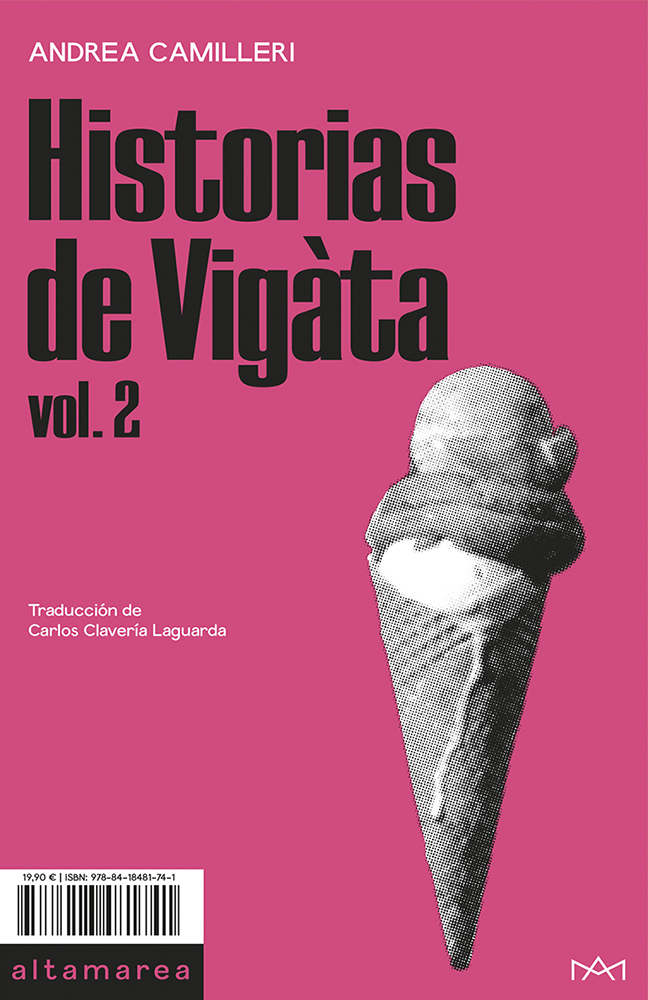 ANDREA CAMILLERI
Historias
de Vigàta
vol. 2
Traducción de
Carlos Clavería Laguarda
19,90 € | ISBN: 978-84-18481-74-1
altamarea